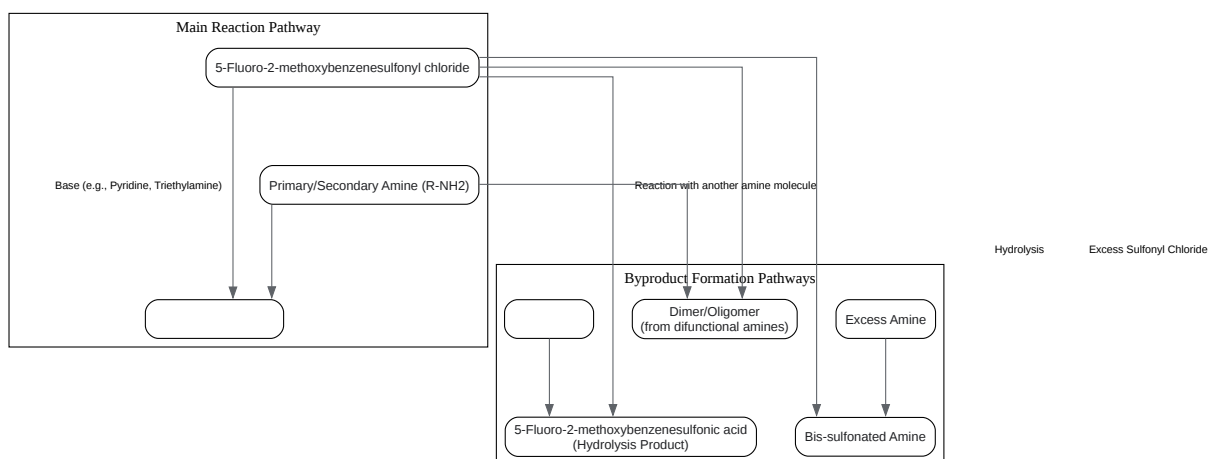 Main Reaction Pathway
5-Fluoro-2-methoxybenzenesulfonyl chloride
Base (e.g., Pyridine, Triethylamine)
Primary/Secondary Amine (R-NH2)
Reaction with another amine molecule
Hydrolysis
Excess Sulfonyl Chloride
Byproduct Formation Pathways
Dimer/Oligomer
(from difunctional amines)
Excess Amine
5-Fluoro-2-methoxybenzenesulfonic acid
(Hydrolysis Product)
Bis-sulfonated Amine